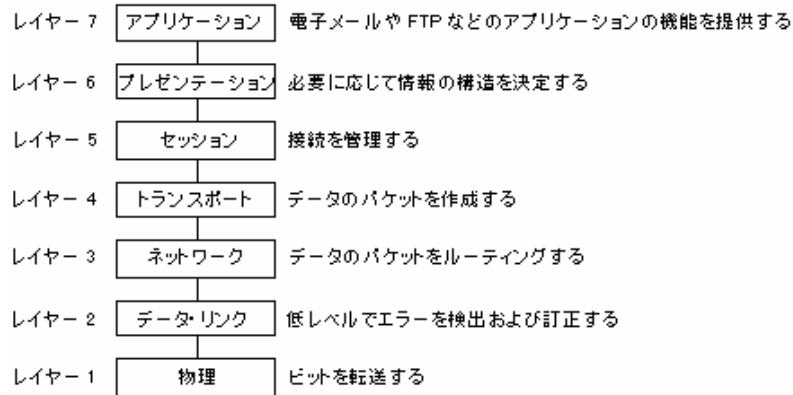 レイヤー 7 アプリケーション 電子メールや FTP などのアプリケーションの機能を提供する
レイヤー 6 プレゼンテーション 必要に応じて情報の構造を決定する
レイヤー 5 セッション 接続を管理する
レイヤー 4 トランスポート データのパケットを作成する
レイヤー 3 ネットワーク データのパケットをルーティングする
レイヤー 2 データ・リンク 低レベルでエラーを検出および訂正する
レイヤー 1 物理 ビットを転送する